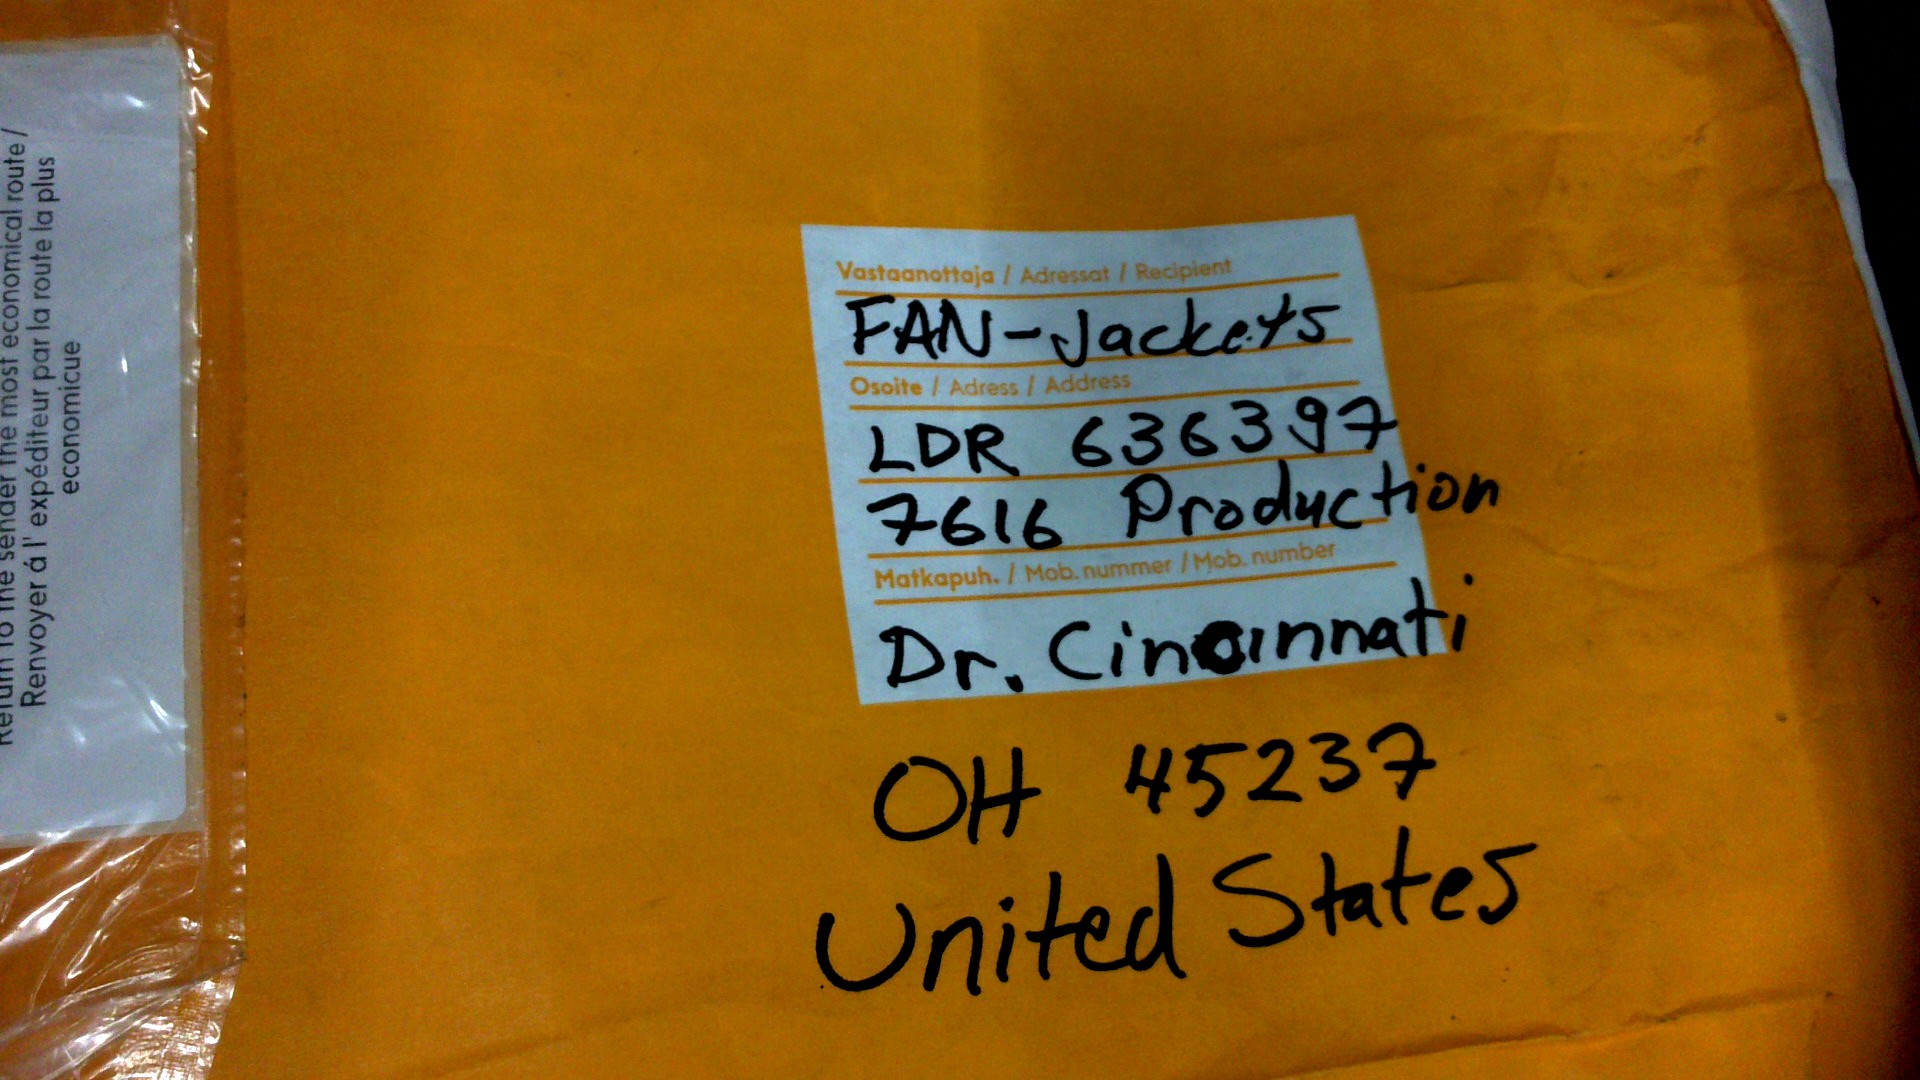 Return to the sender the most economical route /
Renvoyer á l' expéditeur par la route la plus
economicue
Vastaanottaja / Adressat / Recipient
FAN-Jackets
Osoite / Adress / Address
LDR 636397
7616 Production
Matkapuh. / Mob. nummer / Mob. number
Dr. Cincinnati
OH 45237
United States